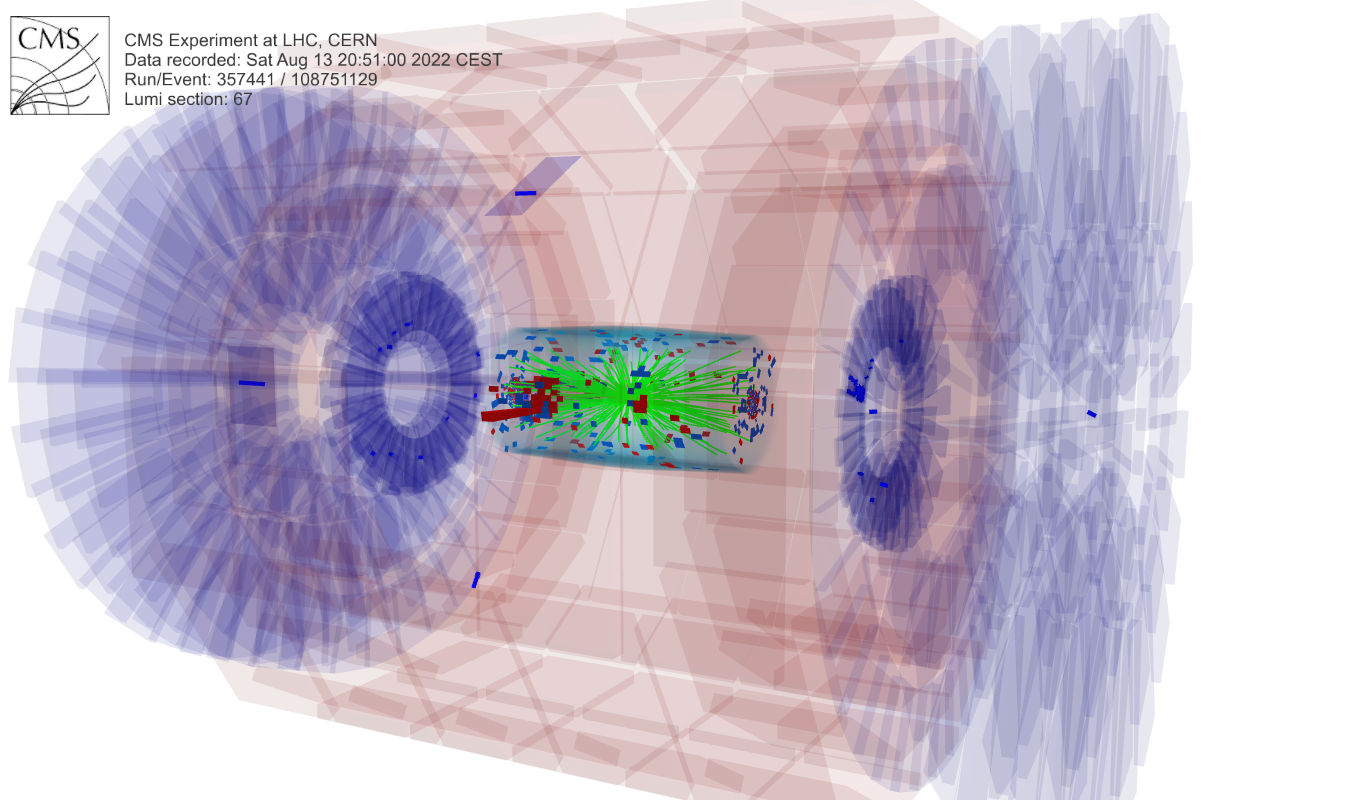 CMS
CMS Experiment at LHC, CERN
Data recorded: Sat Aug 13 20:51:00 2022 CEST
Run/Event: 357441 / 108751129
Lumi section: 67